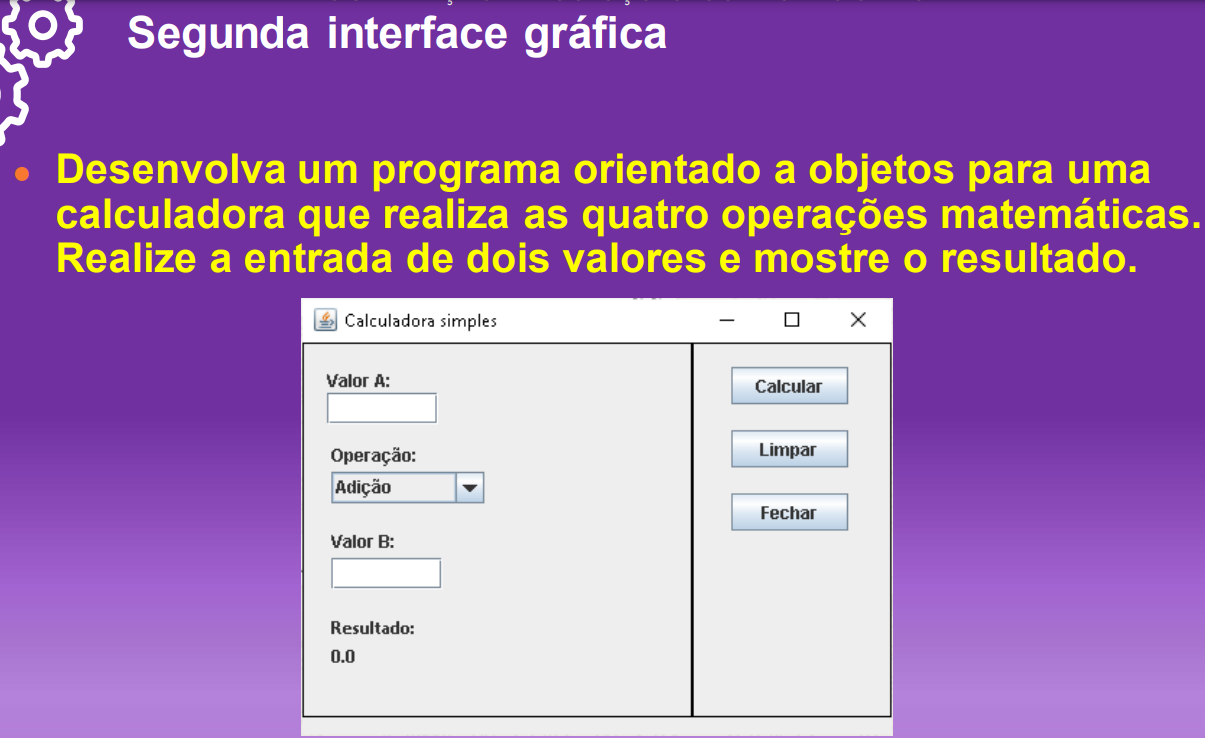 Segunda interface gráfica
Desenvolva um programa orientado a objetos para uma
calculadora que realiza as quatro operações matemáticas.
Realize a entrada de dois valores e mostre o resultado.
Calculadora simples
Valor A:
Calcular
Operação:
Limpar
Adição
Fechar
Valor B:
Resultado:
0.0